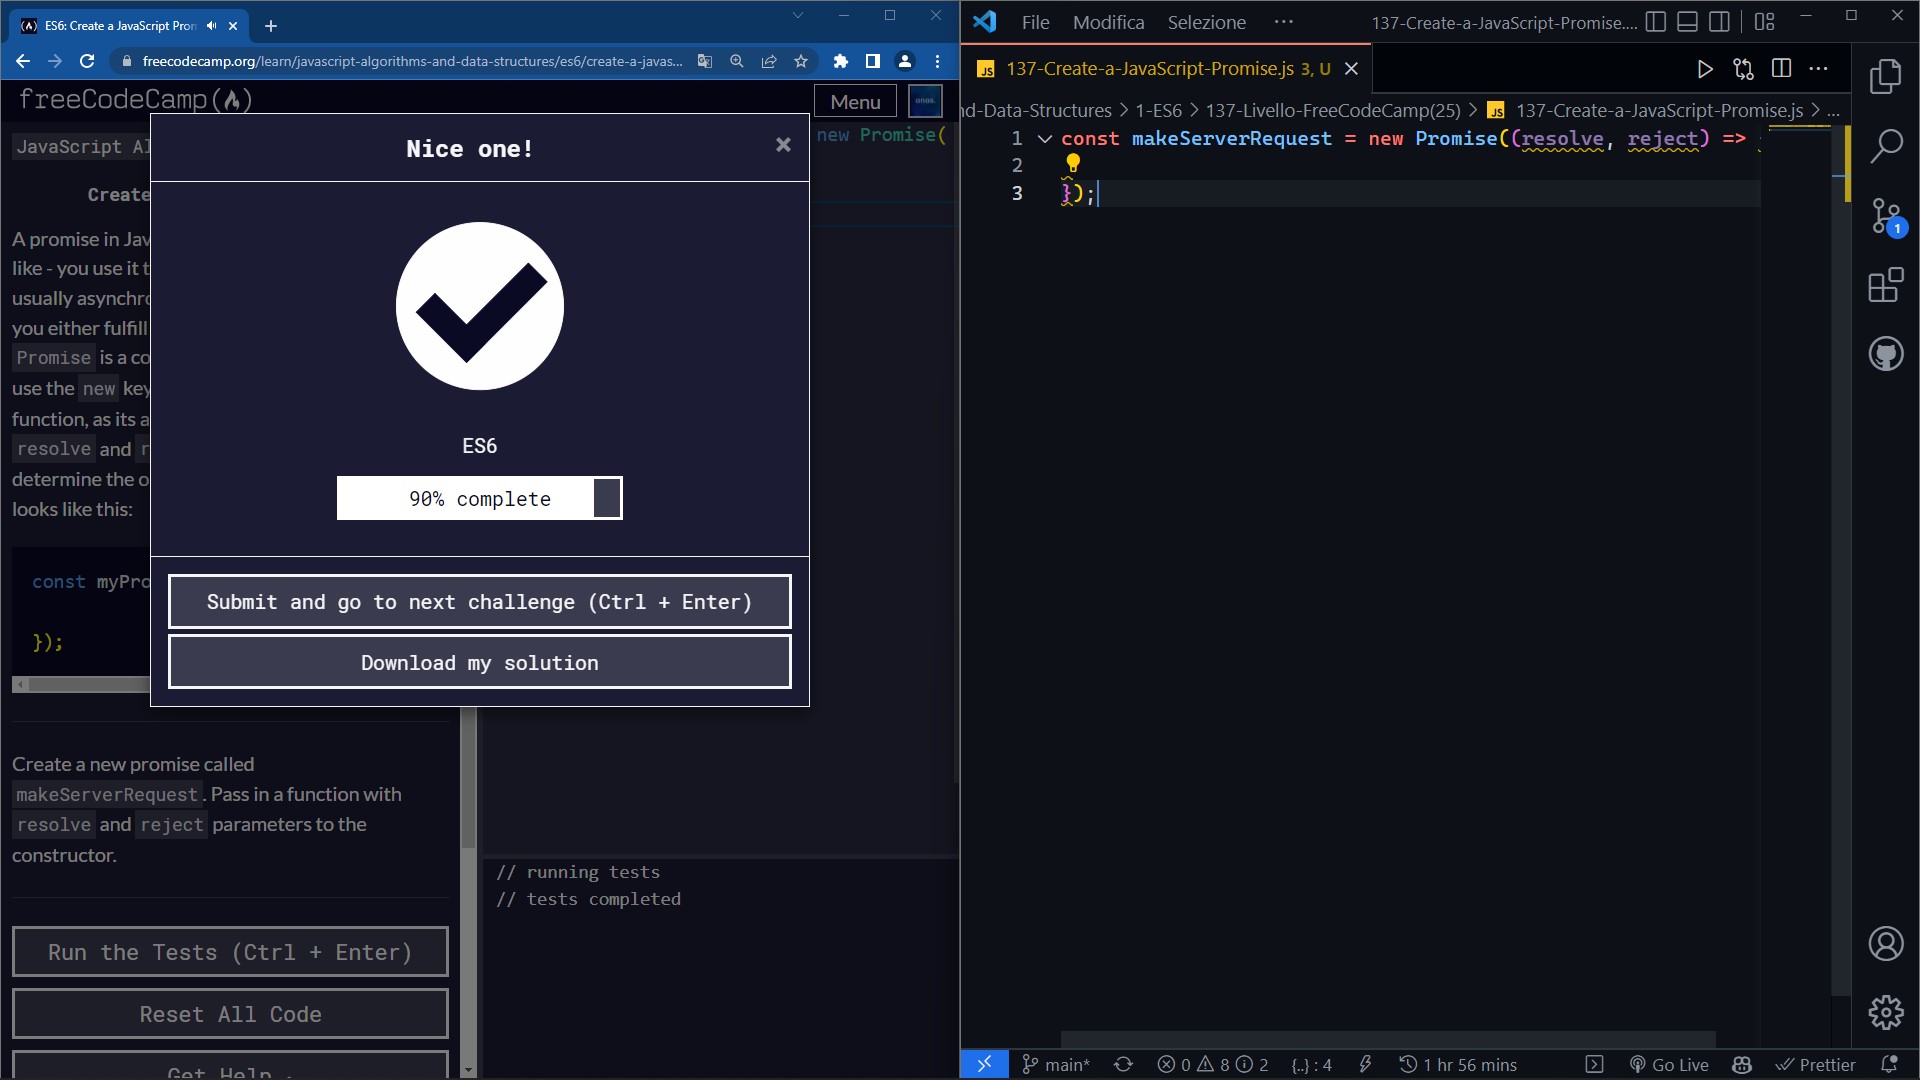 ES6: Create a JavaScript Pron
freecodecamp.org/learn/javascript-algorithms-and-data-structures/es6/create-a-javas...
freeCodeCamp
Menu
JavaScript Al
Create
A promise in Jav
like - you use it t
usually asynchro
you either fulfill
Promise is a co
use the new key
function, as its a
resolve and r
determine the o
looks like this:
const myPro
});
Create a new promise called
makeServerRequest. Pass in a function with
resolve and reject parameters to the
constructor.
Run the Tests (Ctrl + Enter)
Reset All Code
Get Help
new Promise(
Nice one!
×
ES6
90% complete
Submit and go to next challenge (Ctrl + Enter)
Download my solution
// running tests
// tests completed
File Modifica Selezione ··· 137-Create-a-JavaScript-Promise....
JS 137-Create-a-JavaScript-Promise.js 3, U
nd-Data-Structures > 1-ES6 > 137-Livello-FreeCodeCamp(25) > JS 137-Create-a-JavaScript-Promise.js > ...
1 const makeServerRequest = new Promise((resolve, reject) =>
2
3 });
1
main* 0 8 2 {..} : 4 1 hr 56 mins Go Live Prettier